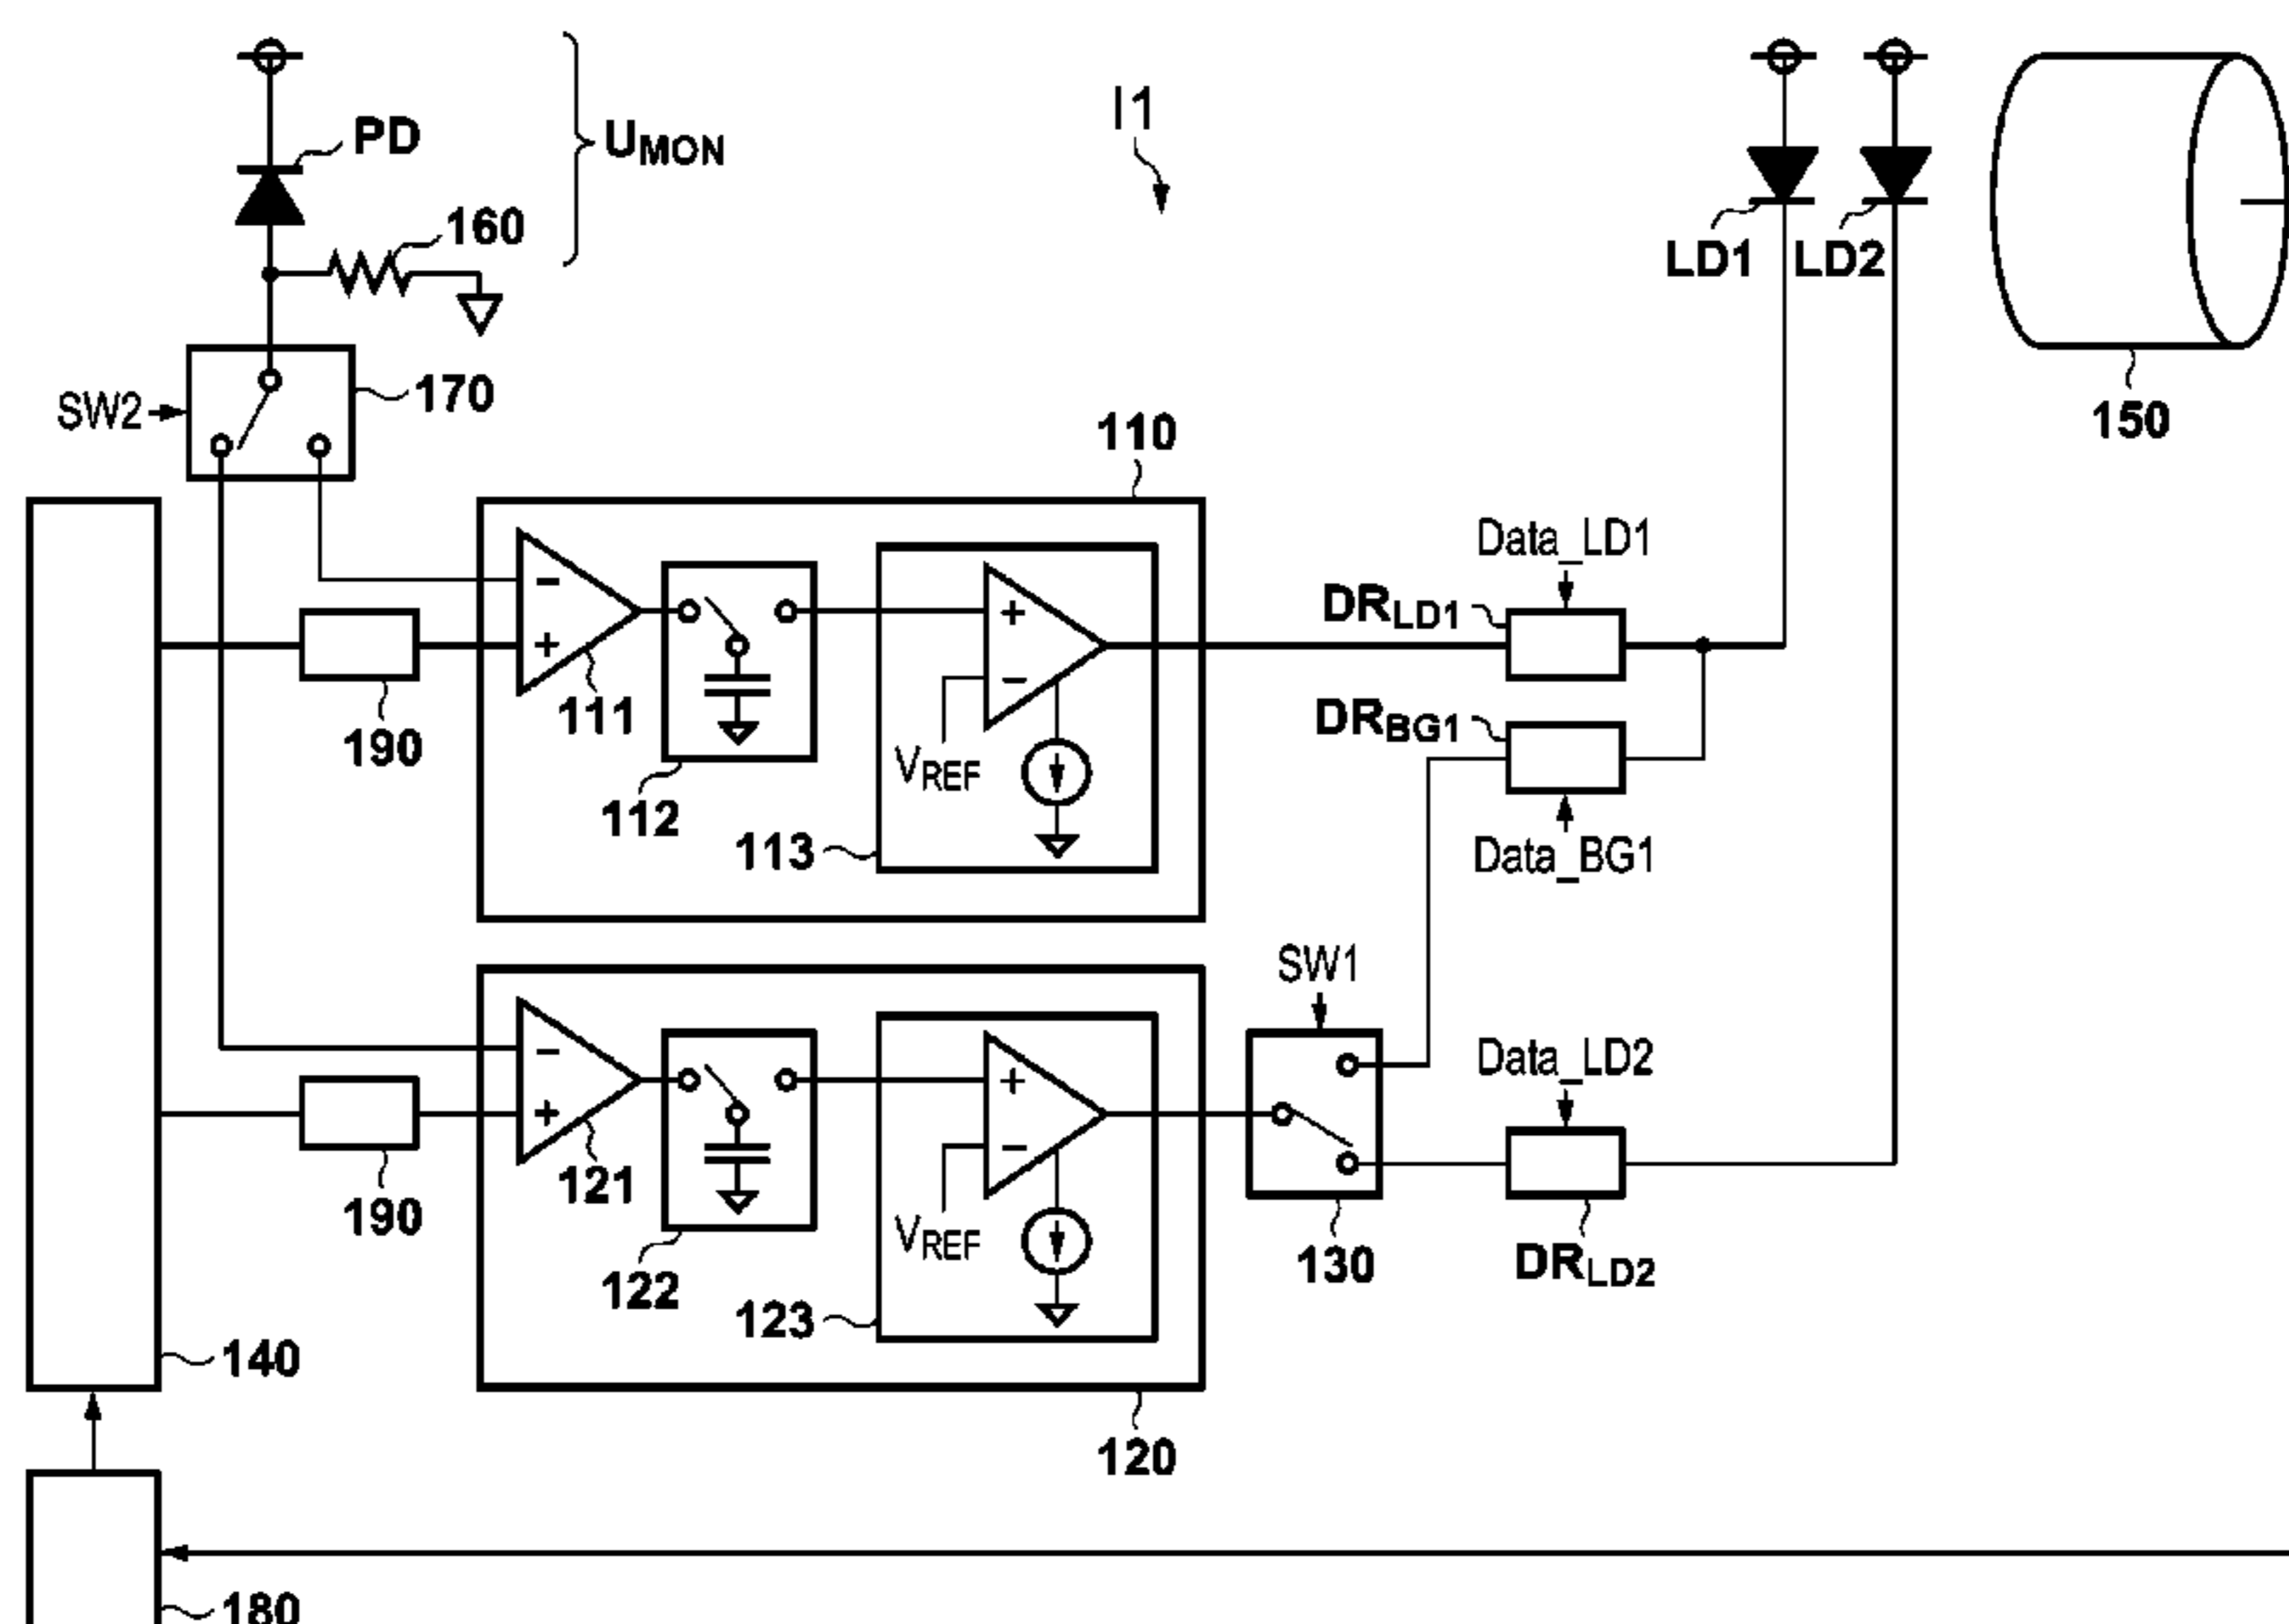 PD
U_MON
I1
160
LD1
LD2
SW2
170
150
110
Data_LD1
DR_LD1
-
+
+
-
111
DR_BG1
190
V_REF
112
113
Data_BG1
SW1
Data_LD2
-
+
+
-
121
190
V_REF
122
123
130
DR_LD2
140
120
180